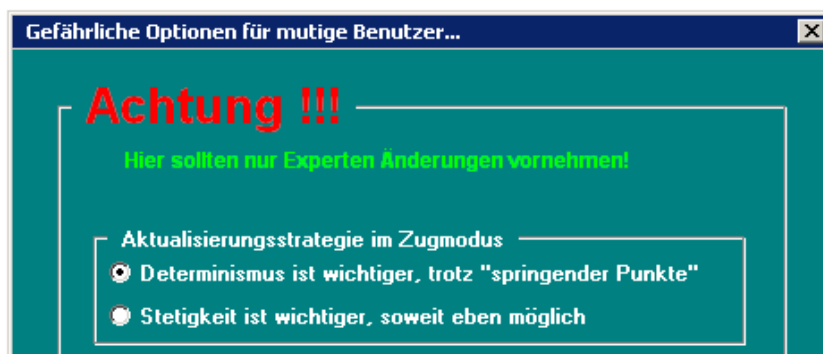 Gefährliche Optionen für mutige Benutzer...
Achtung !!!
Hier sollten nur Experten Änderungen vornehmen!
Aktualisierungsstrategie im Zugmodus
Determinismus ist wichtiger, trotz "springender Punkte"
Stetigkeit ist wichtiger, soweit eben möglich